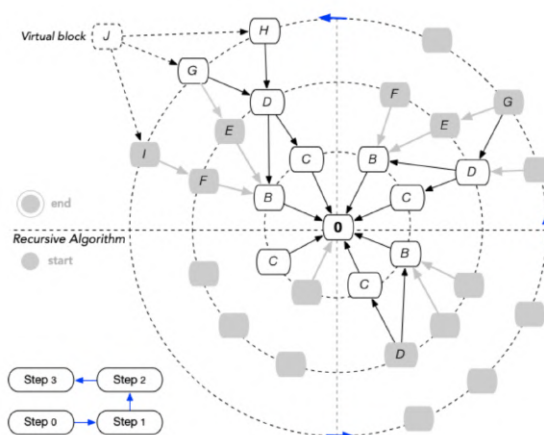 Virtual block
J
H
G
D
F
E
G
E
I
F
C
B
D
B
C
end
0
Recursive Algorithm
start
C
B
C
D
Step 3
Step 2
Step 0
Step 1